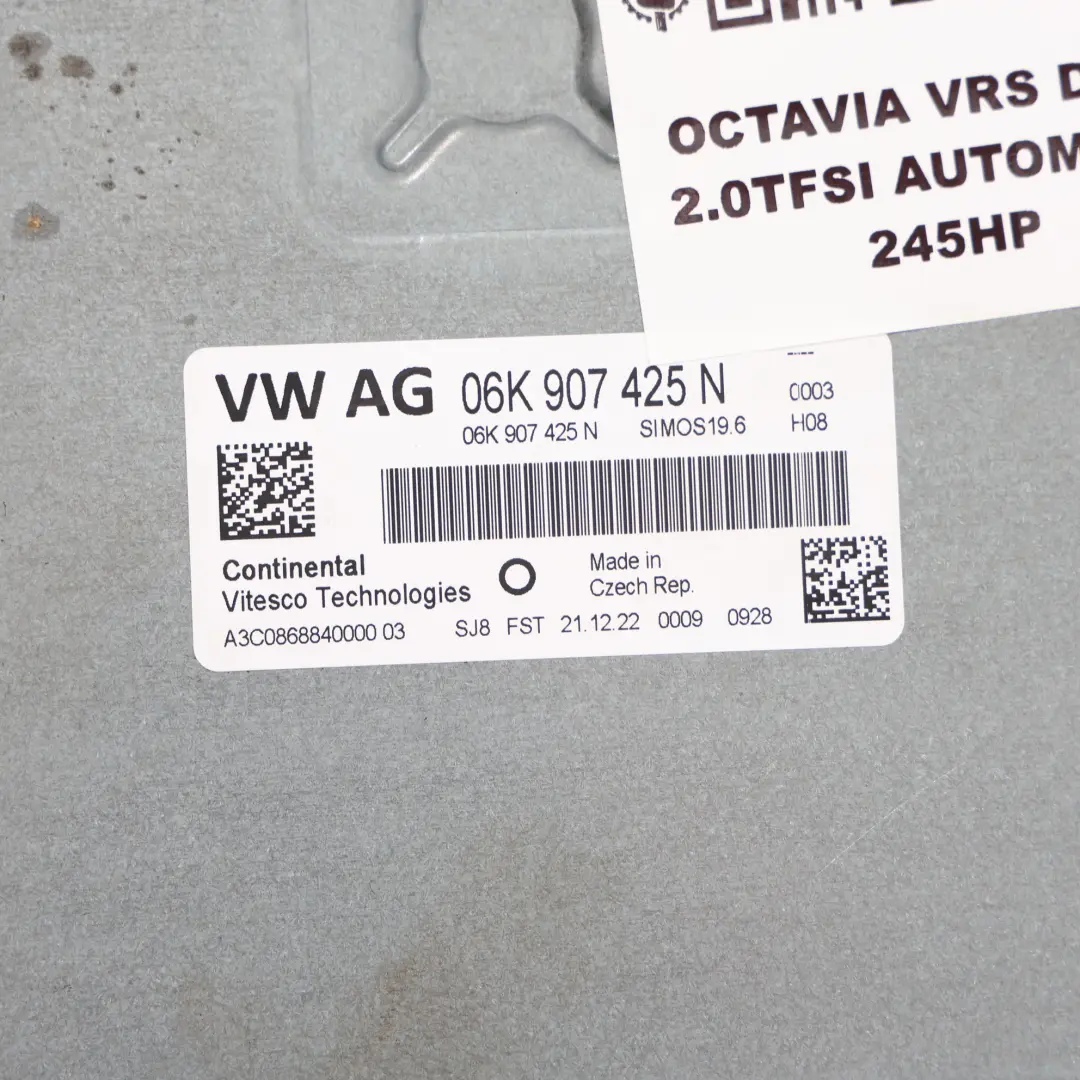 OCTAVIA VRS
2.0TFSI
245HP
VW AG 06K 907 425 N 0003
06K 907 425 N SIMOS19.6 H08
Continental
Vitesco Technologies
Made in
Czech Rep.
A3C0868840000 03 SJ8 FST 21.12.22 0009 0928